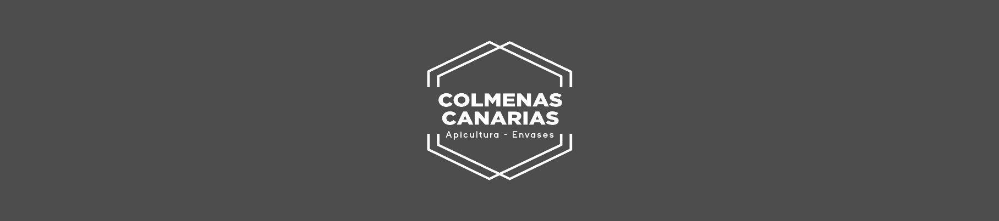 COLMENAS
CANARIAS
Apicultura - Envases